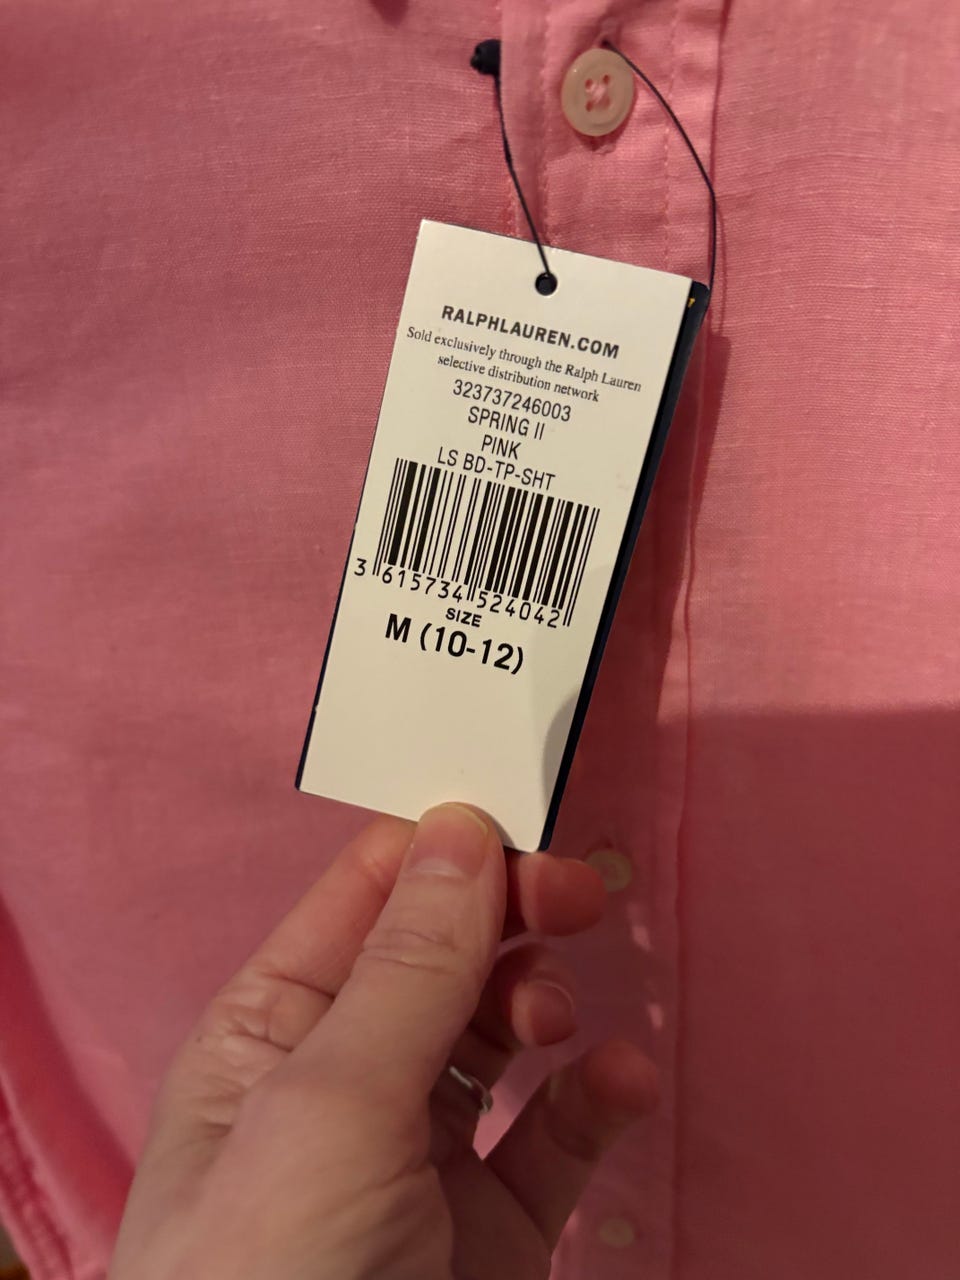 RALPHLAUREN.COM
Sold exclusively through the Ralph Lauren
selective distribution network
323737246003
SPRING II
PINK
LS BD-TP-SHT
3 615734 524042
SIZE
M (10-12)